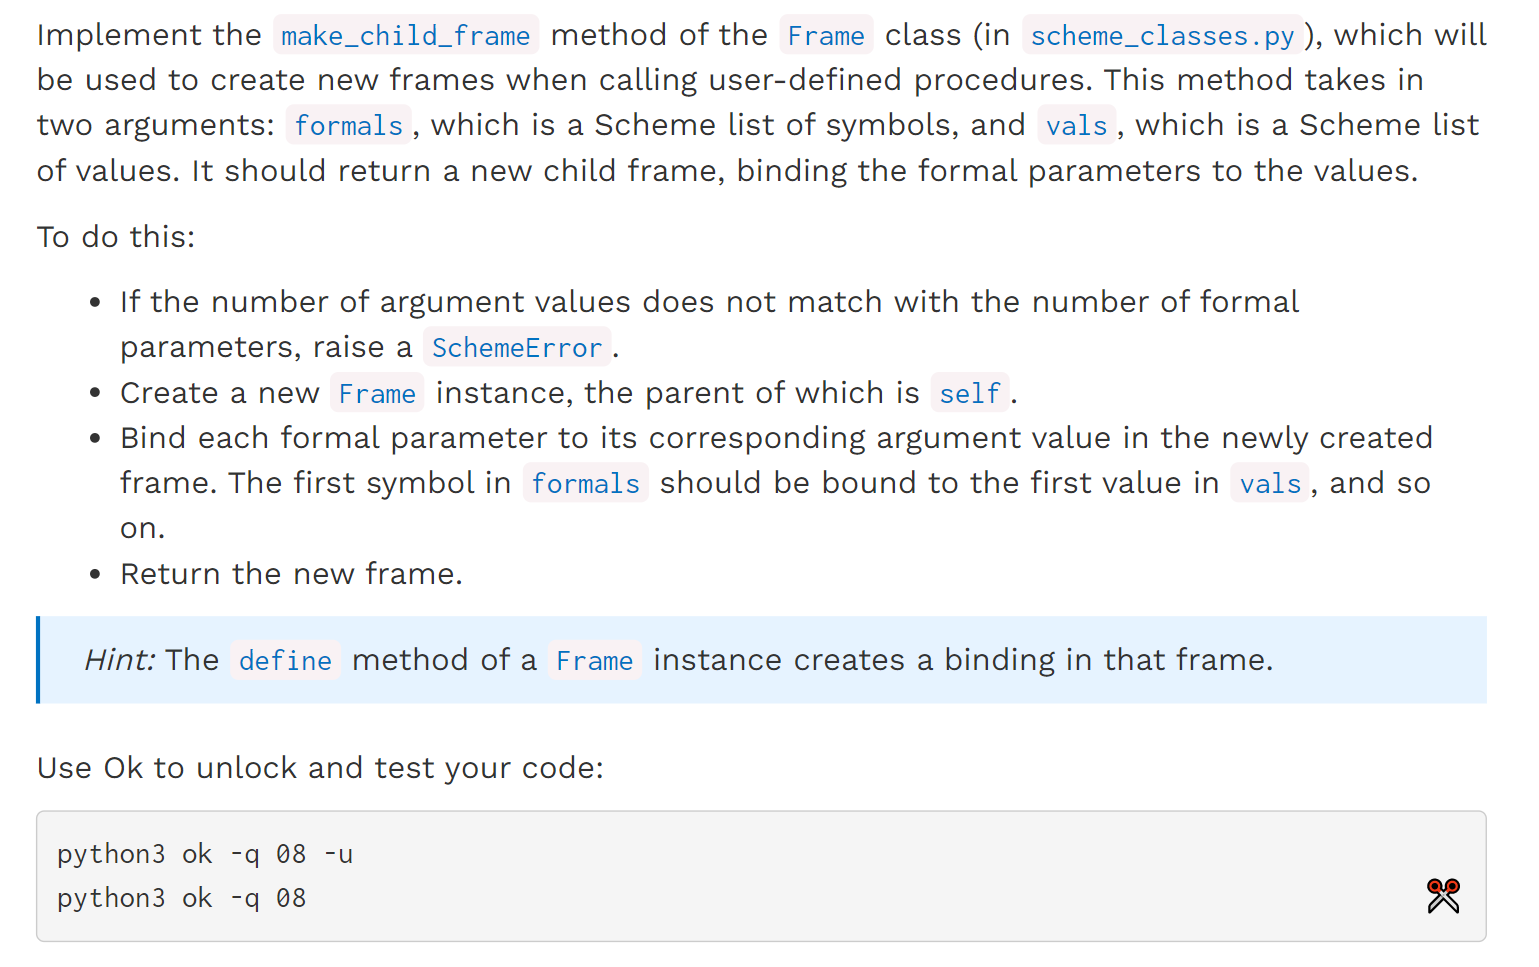 Implement the make_child_frame method of the Frame class (in scheme_classes.py), which will
be used to create new frames when calling user-defined procedures. This method takes in
two arguments: formals, which is a Scheme list of symbols, and vals, which is a Scheme list
of values. It should return a new child frame, binding the formal parameters to the values.
To do this:
• If the number of argument values does not match with the number of formal
parameters, raise a SchemeError.
• Create a new Frame instance, the parent of which is self.
• Bind each formal parameter to its corresponding argument value in the newly created
frame. The first symbol in formals should be bound to the first value in vals, and so
on.
• Return the new frame.
Hint: The define method of a Frame instance creates a binding in that frame.
Use Ok to unlock and test your code:
python3 ok -q 08 -u
python3 ok -q 08